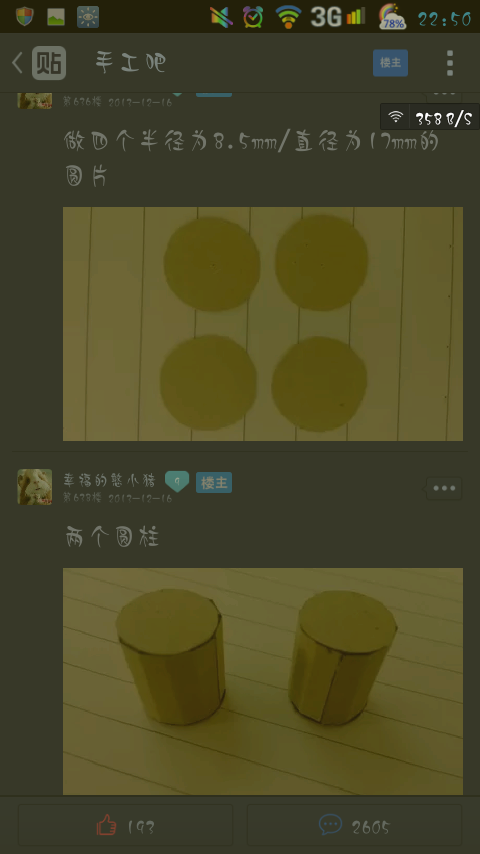 3G
78%
22:50
贴
手工吧
楼主
第676楼 2013-12-16
358 B/S
做四个半径为8.5mm/直径为17mm的
圆片
幸福的憨小猪
9
楼主
第678楼 2013-12-16
两个圆柱
193
2605